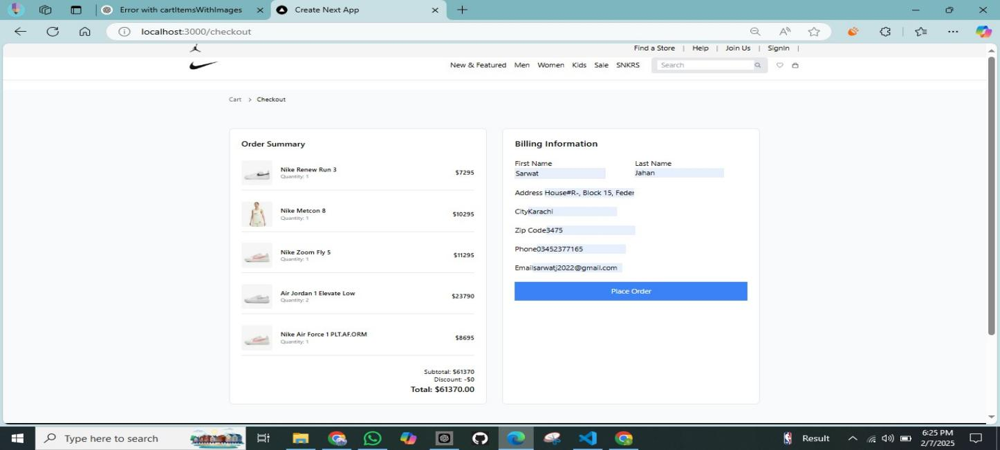 Error with cartItemsWithImages
Create Next App
localhost:3000/checkout
Find a Store | Help | Join Us | SignIn |
New & Featured Men Women Kids Sale SNKRS Search
Cart > Checkout
Order Summary
Nike Renew Run 3 $7295
Quantity: 1
Nike Metcon 8 $10295
Quantity: 1
Nike Zoom Fly 5 $11295
Quantity: 1
Air Jordan 1 Elevate Low $23790
Quantity: 2
Nike Air Force 1 PLT.AF.ORM $8695
Quantity: 1
Subtotal: $61370
Discount: -$0
Total: $61370.00
Billing Information
First Name Last Name
Sarwat Jahan
Address House#R-, Block 15, Feder
CityKarachi
Zip Code3475
Phone03452377165
Emailsarwatj2022@gmail.com
Place Order
Type here to search
Result
6:25 PM
2/7/2025